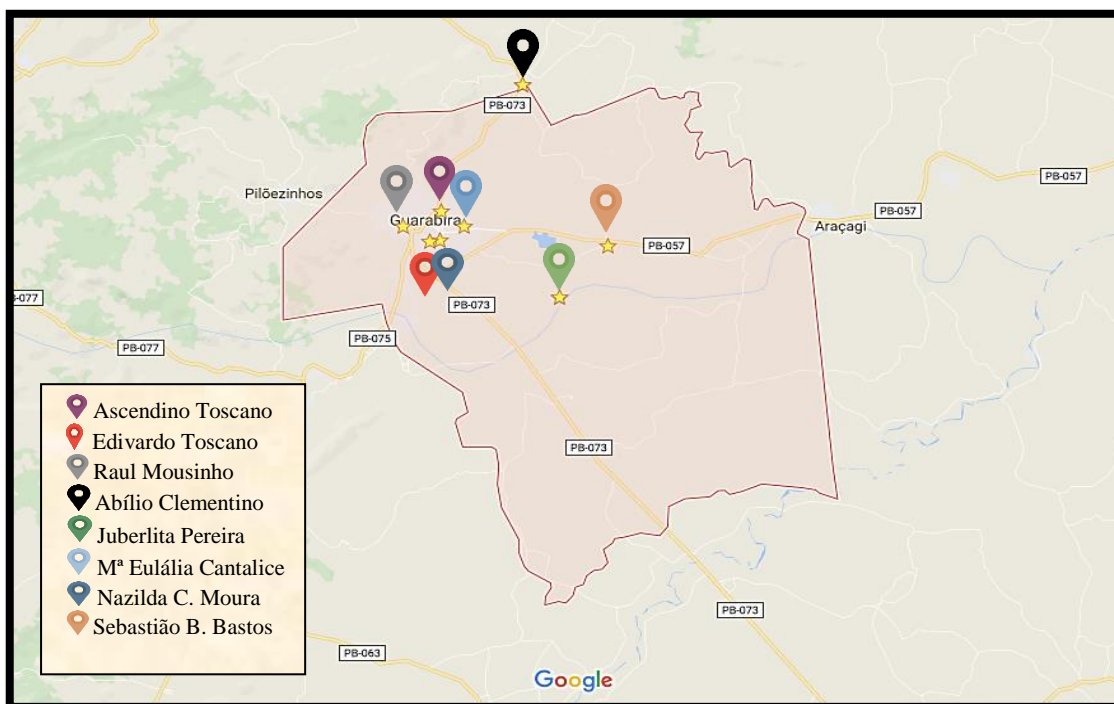 PB-073
Pilõezinhos
Guarabira
PB-057
PB-057
Araçagi
PB-057
PB-073
B-077
PB-077
PB-075
PB-073
PB-073
PB-063
Ascendino Toscano
Edivardo Toscano
Raul Mousinho
Abílio Clementino
Juberlita Pereira
Mª Eulália Cantalice
Nazilda C. Moura
Sebastião B. Bastos
Google